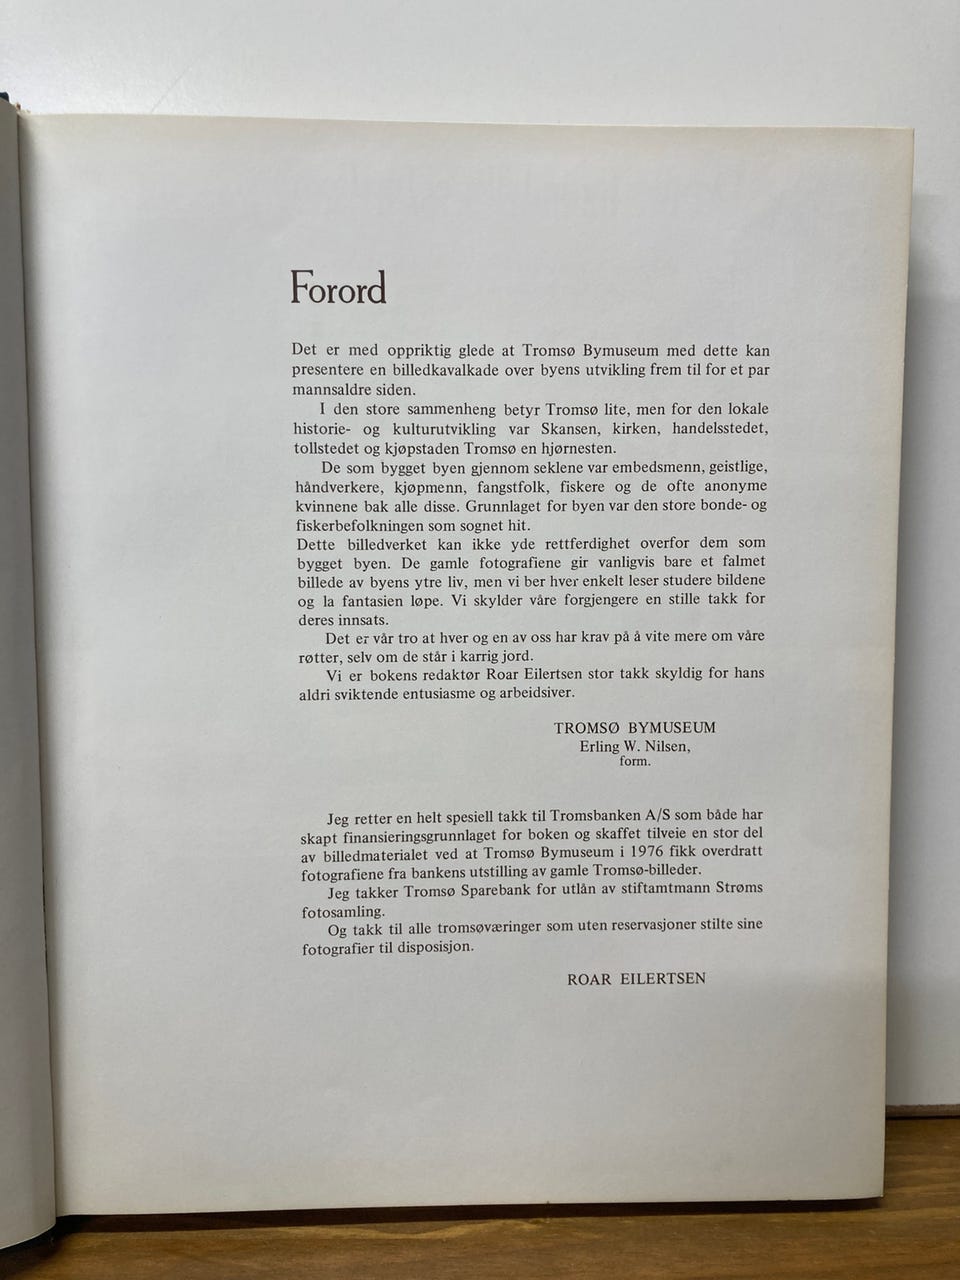 Forord
Det er med oppriktig glede at Tromsø Bymuseum med dette kan
presentere en billedkavalkade over byens utvikling frem til for et par
mannsaldre siden.
I den store sammenheng betyr Tromsø lite, men for den lokale
historie- og kulturutvikling var Skansen, kirken, handelsstedet,
tollstedet og kjøpstaden Tromsø en hjørnesten.
De som bygget byen gjennom seklene var embedsmenn, geistlige,
håndverkere, kjøpmenn, fangstfolk, fiskere og de ofte anonyme
kvinnene bak alle disse. Grunnlaget for byen var den store bonde- og
fiskerbefolkningen som sognet hit.
Dette billedverket kan ikke yde rettferdighet overfor dem som
bygget byen. De gamle fotografiene gir vanligvis bare et falmet
billede av byens ytre liv, men vi ber hver enkelt leser studere bildene
og la fantasien løpe. Vi skylder våre forgjengere en stille takk for
deres innsats.
Det er vår tro at hver og en av oss har krav på å vite mere om våre
røtter, selv om de står i karrig jord.
Vi er bokens redaktør Roar Eilertsen stor takk skyldig for hans
aldri sviktende entusiasme og arbeidsiver.
TROMSØ BYMUSEUM
Erling W. Nilsen,
form.
Jeg retter en helt spesiell takk til Tromsbanken A/S som både har
skapt finansieringsgrunnlaget for boken og skaffet tilveie en stor del
av billedmaterialet ved at Tromsø Bymuseum i 1976 fikk overdratt
fotografiene fra bankens utstilling av gamle Tromsø-billeder.
Jeg takker Tromsø Sparebank for utlån av stiftamtmann Strøms
fotosamling.
Og takk til alle tromsøværinger som uten reservasjoner stilte sine
fotografier til disposisjon.
ROAR EILERTSEN